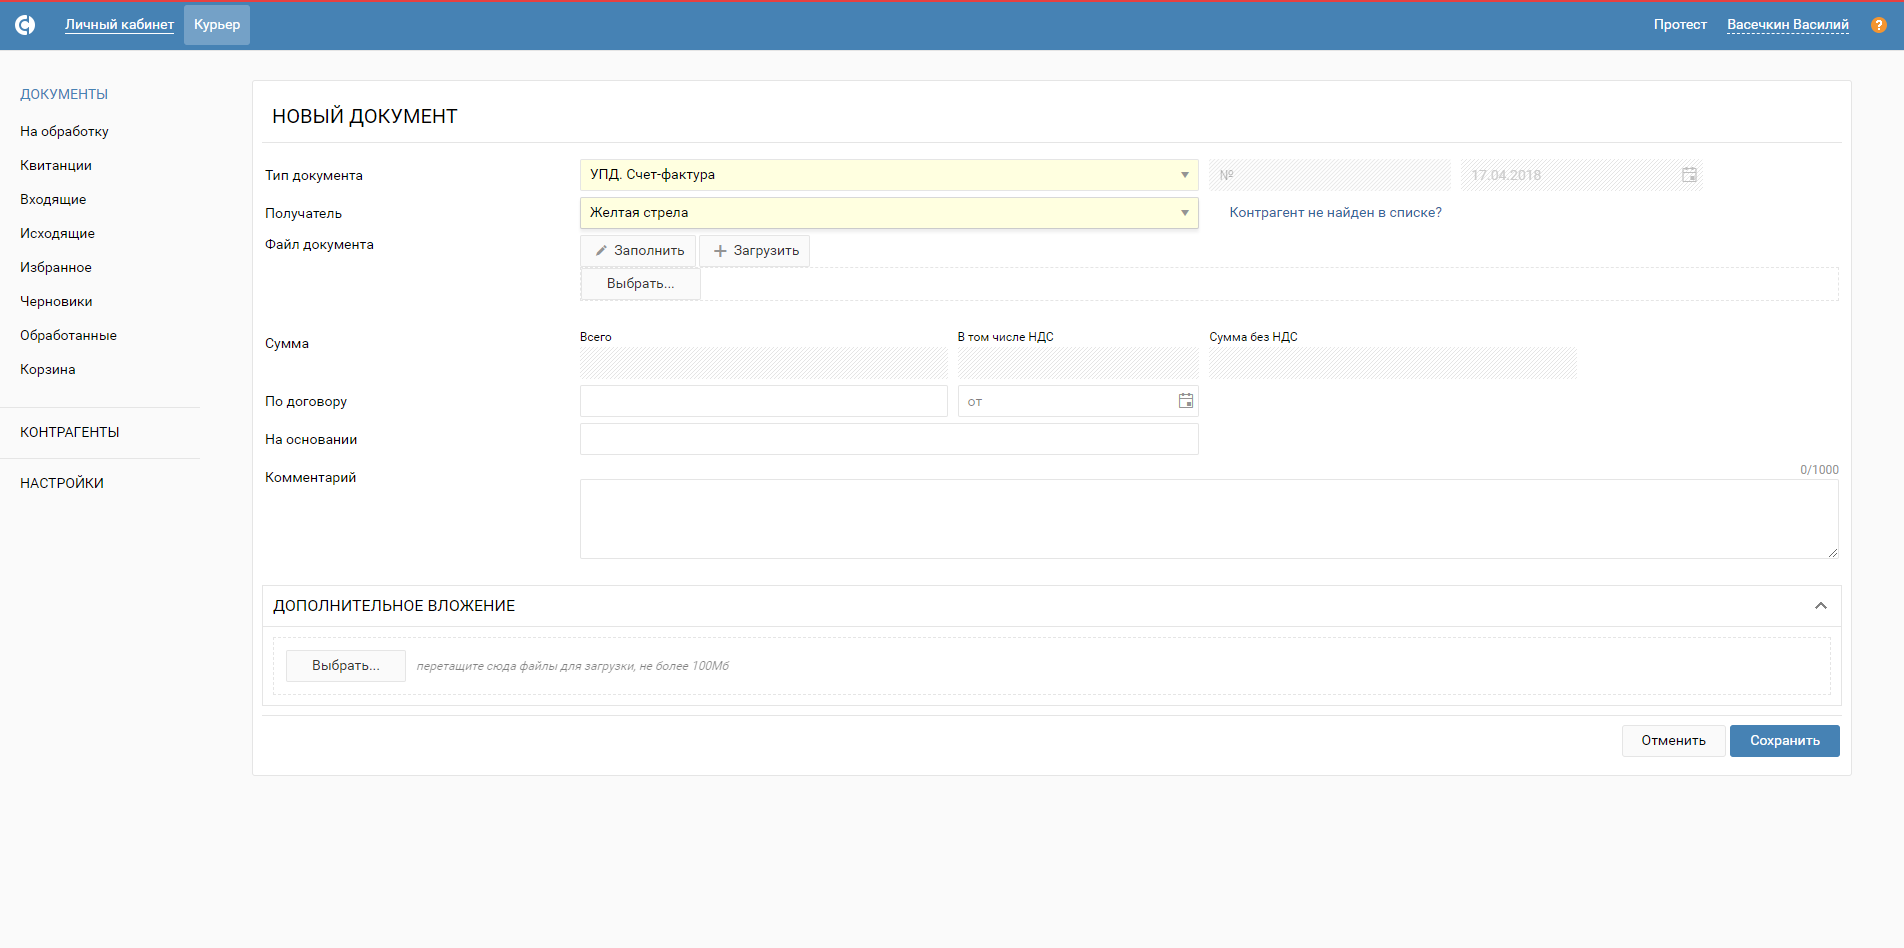 Личный кабинет
Курьер
Протест
Васечкин Василий
?
ДОКУМЕНТЫ
На обработку
Квитанции
Входящие
Исходящие
Избранное
Черновики
Обработанные
Корзина
КОНТРАГЕНТЫ
НАСТРОЙКИ
НОВЫЙ ДОКУМЕНТ
Тип документа
УПД. Счет-фактура
№
17.04.2018
Получатель
Желтая стрела
Контрагент не найден в списке?
Файл документа
Заполнить
Загрузить
Выбрать...
Сумма
Всего
В том числе НДС
Сумма без НДС
По договору
от
На основании
Комментарий
0/1000
ДОПОЛНИТЕЛЬНОЕ ВЛОЖЕНИЕ
Выбрать...
перетащите сюда файлы для загрузки, не более 100Мб
Отменить
Сохранить